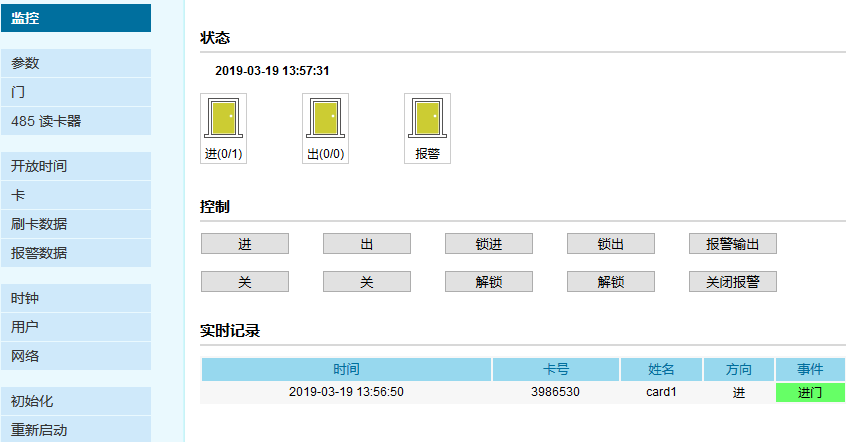 监控
参数
门
485 读卡器
开放时间
卡
刷卡数据
报警数据
时钟
用户
网络
初始化
重新启动
状态
2019-03-19 13:57:31
进(0/1) 出(0/0) 报警
控制
进 出 锁进 锁出 报警输出
关 关 解锁 解锁 关闭报警
实时记录
时间 卡号 姓名 方向 事件
2019-03-19 13:56:50 3986530 card1 进 进门